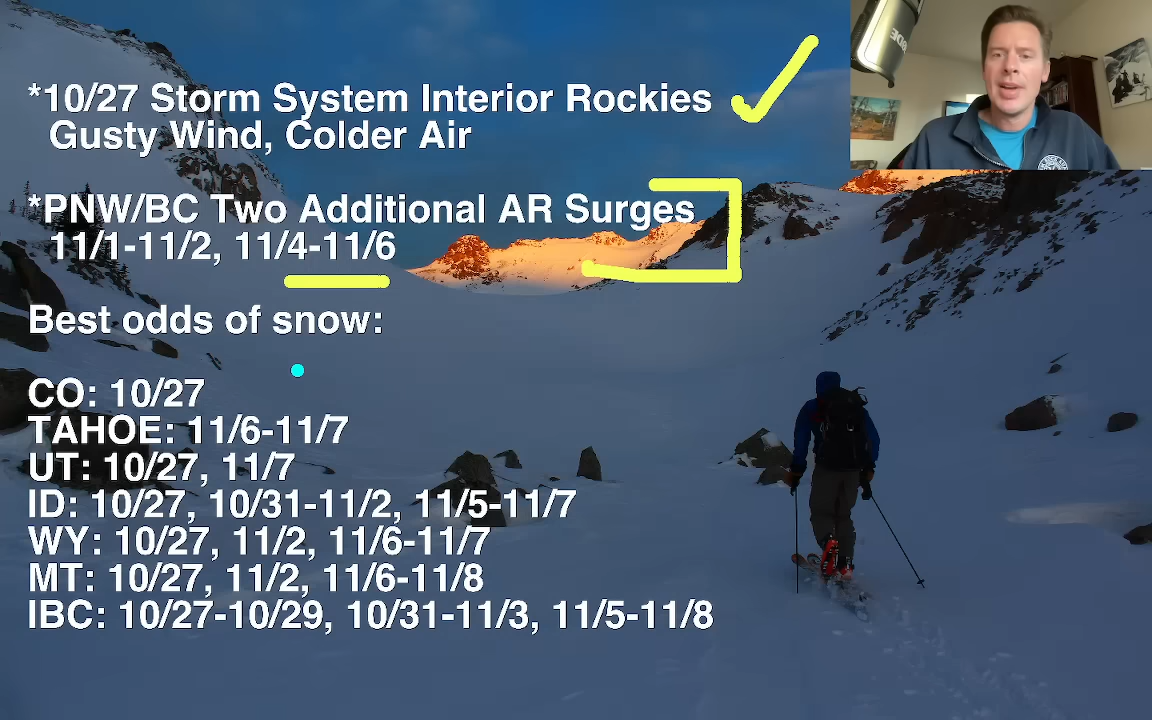 *10/27 Storm System Interior Rockies
Gusty Wind, Colder Air
*PNW/BC Two Additional AR Surges
11/1-11/2, 11/4-11/6
Best odds of snow:
CO: 10/27
TAHOE: 11/6-11/7
UT: 10/27, 11/7
ID: 10/27, 10/31-11/2, 11/5-11/7
WY: 10/27, 11/2, 11/6-11/7
MT: 10/27, 11/2, 11/6-11/8
IBC: 10/27-10/29, 10/31-11/3, 11/5-11/8